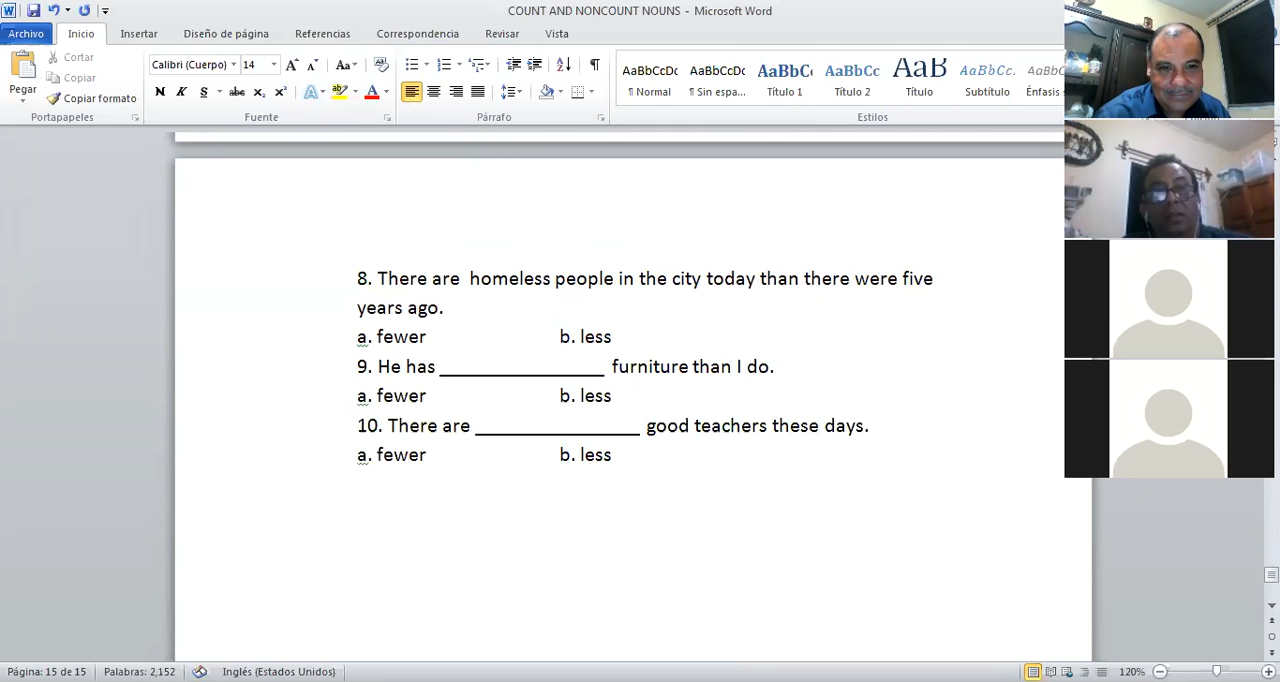 COUNT AND NONCOUNT NOUNS - Microsoft Word
Archivo Inicio Insertar Diseño de página Referencias Correspondencia Revisar Vista
Cortar
Copiar
Copiar formato
Pegar
Portapapeles
Calibri (Cuerpo) 14
Fuente
Párrafo
AaBbCcDc AaBbCcDc AaBbC AaBbCc AaB AaBbCc. AaBbCc
¶ Normal ¶ Sin espa... Título 1 Título 2 Título Subtítulo Énfasis
Estilos
8. There are  homeless people in the city today than there were five
years ago.
a. fewer b. less
9. He has ________________ furniture than I do.
a. fewer b. less
10. There are ________________ good teachers these days.
a. fewer b. less
Página: 15 de 15 Palabras: 2,152 Inglés (Estados Unidos) 120%